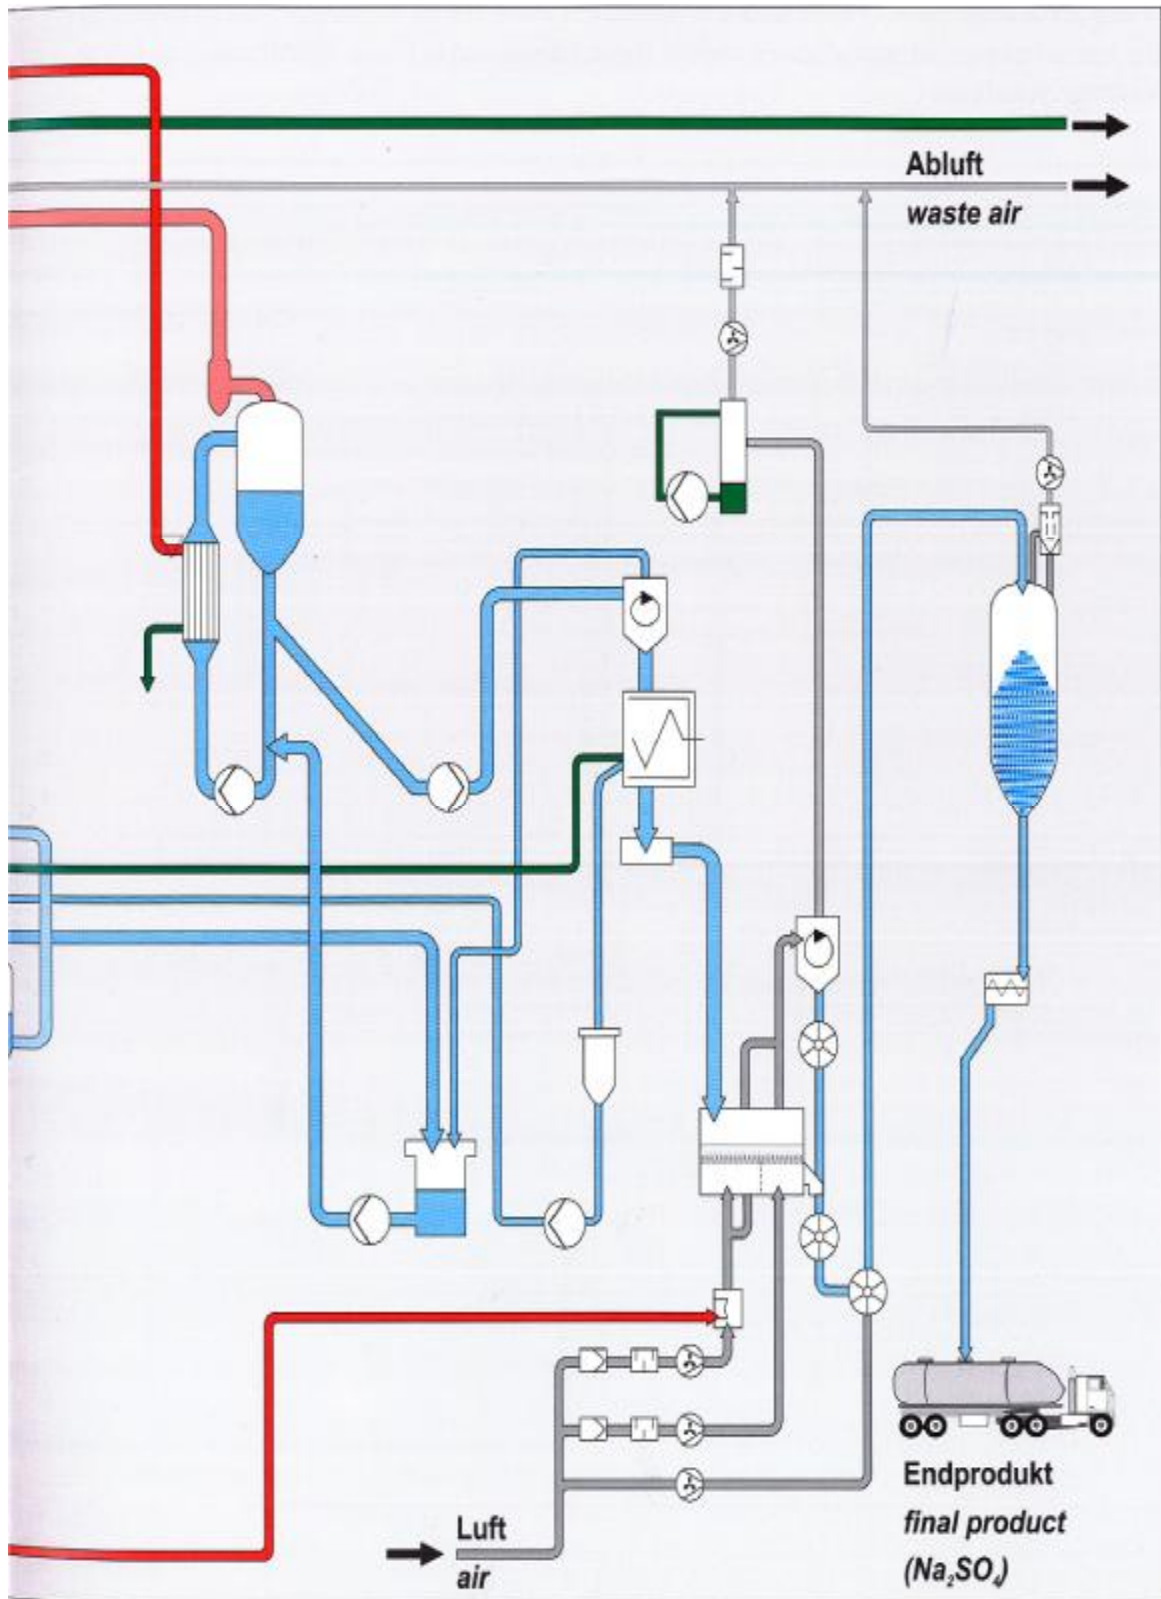 Abluft
waste air
Endprodukt
final product
(Na₂SO₄)
Luft
air